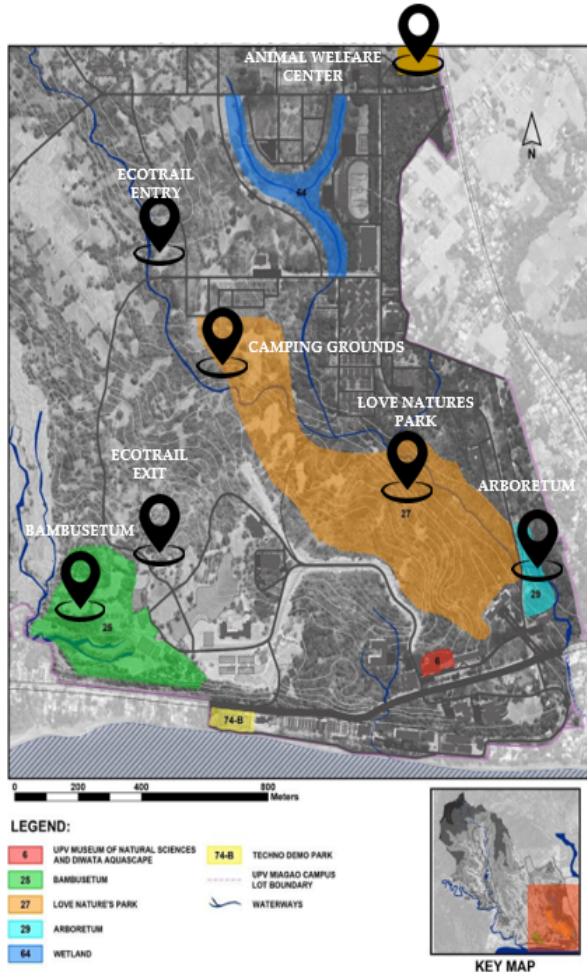 ANIMAL WELFARE
CENTER
N
ECOTRAIL
ENTRY
64
CAMPING GROUNDS
LOVE NATURES
PARK
27
ECOTRAIL
EXIT
ARBORETUM
29
BAMBUSETUM
25
6
74-B
0 200 400 800
Meters
LEGEND:
6 UPV MUSEUM OF NATURAL SCIENCES
AND DIWATA AQUASCAPE
25 BAMBUSETUM
27 LOVE NATURE'S PARK
29 ARBORETUM
64 WETLAND
74-B TECHNO DEMO PARK
UPV MIAGAO CAMPUS
LOT BOUNDARY
WATERWAYS
KEY MAP